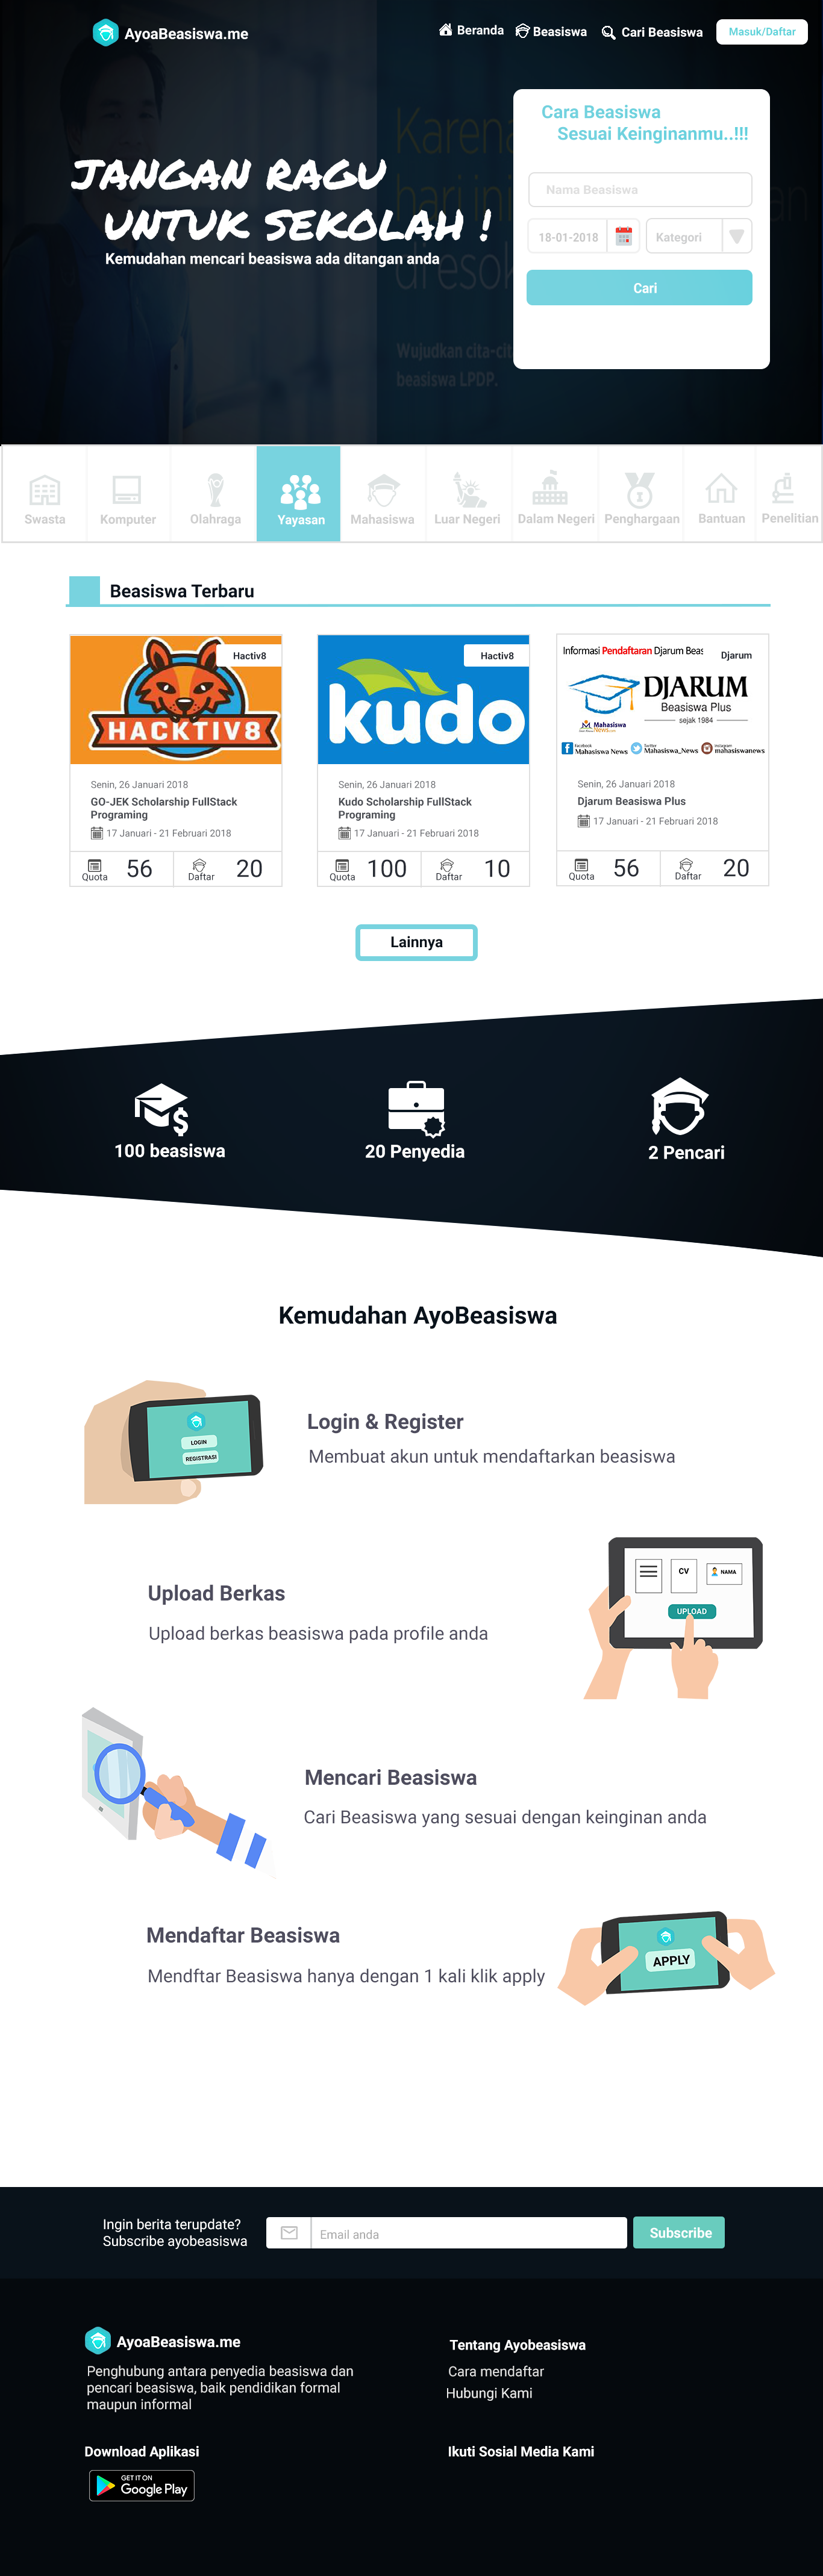 AyoaBeasiswa.me
Beranda
Beasiswa
Cari Beasiswa
Masuk/Daftar
JANGAN RAGU
UNTUK SEKOLAH !
Kemudahan mencari beasiswa ada ditangan anda
Karena
hari ini
dresok
Wujudkan cita-cit
beasiswa LPDP.
Cara Beasiswa
Sesuai Keinginanmu..!!!
Nama Beasiswa
18-01-2018
Kategori
Cari
Swasta
Komputer
Olahraga
Yayasan
Mahasiswa
Luar Negeri
Dalam Negeri
Penghargaan
Bantuan
Penelitian
Beasiswa Terbaru
Hactiv8
HACKTIV8
Senin, 26 Januari 2018
GO-JEK Scholarship FullStack
Programing
17 Januari - 21 Februari 2018
Quota
56
Daftar
20
Hactiv8
kudo
Senin, 26 Januari 2018
Kudo Scholarship FullStack
Programing
17 Januari - 21 Februari 2018
Quota
100
Daftar
10
Informasi Pendaftaran Djarum Beas
Djarum
DJARUM
Beasiswa Plus
sejak 1984
Mahasiswa
News.com
Facebook
Mahasiswa News
Twitter
Mahasiswa_News
Instagram
mahasiswanews
Senin, 26 Januari 2018
Djarum Beasiswa Plus
17 Januari - 21 Februari 2018
Quota
56
Daftar
20
Lainnya
100 beasiswa
20 Penyedia
2 Pencari
Kemudahan AyoBeasiswa
LOGIN
REGISTRASI
Login & Register
Membuat akun untuk mendaftarkan beasiswa
Upload Berkas
Upload berkas beasiswa pada profile anda
CV
NAMA
UPLOAD
Mencari Beasiswa
Cari Beasiswa yang sesuai dengan keinginan anda
Mendaftar Beasiswa
Mendftar Beasiswa hanya dengan 1 kali klik apply
APPLY
Ingin berita terupdate?
Subscribe ayobeasiswa
Email anda
Subscribe
AyoaBeasiswa.me
Penghubung antara penyedia beasiswa dan
pencari beasiswa, baik pendidikan formal
maupun informal
Tentang Ayobeasiswa
Cara mendaftar
Hubungi Kami
Download Aplikasi
GET IT ON
Google Play
Ikuti Sosial Media Kami